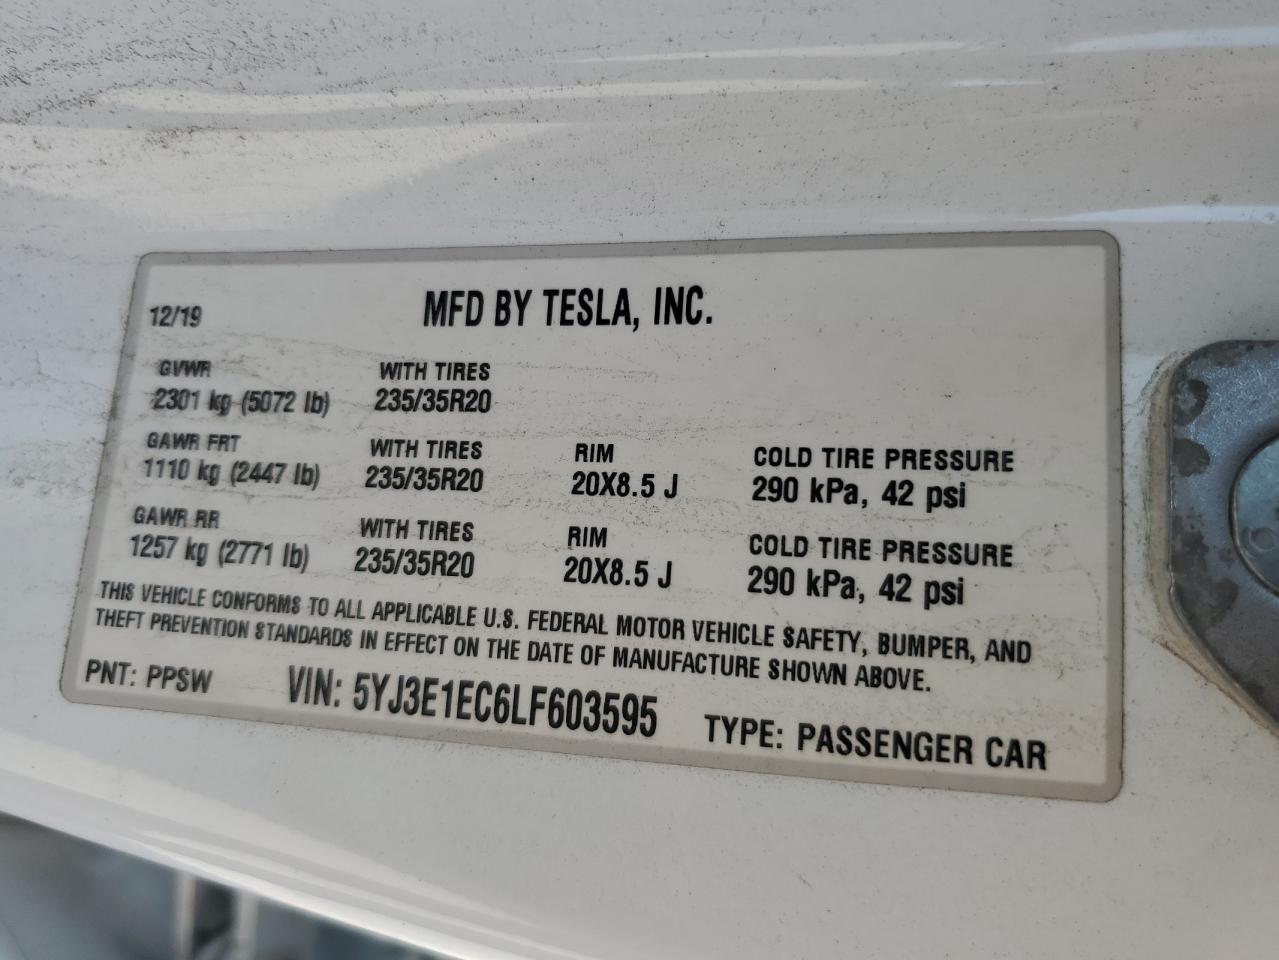 12/19 MFD BY TESLA, INC.
GVWR WITH TIRES
2301 kg (5072 lb) 235/35R20
GAWR FRT WITH TIRES RIM COLD TIRE PRESSURE
1110 kg (2447 lb) 235/35R20 20X8.5 J 290 kPa, 42 psi
GAWR RR WITH TIRES RIM COLD TIRE PRESSURE
1257 kg (2771 lb) 235/35R20 20X8.5 J 290 kPa, 42 psi
THIS VEHICLE CONFORMS TO ALL APPLICABLE U.S. FEDERAL MOTOR VEHICLE SAFETY, BUMPER, AND
THEFT PREVENTION STANDARDS IN EFFECT ON THE DATE OF MANUFACTURE SHOWN ABOVE.
PNT: PPSW VIN: 5YJ3E1EC6LF603595 TYPE: PASSENGER CAR